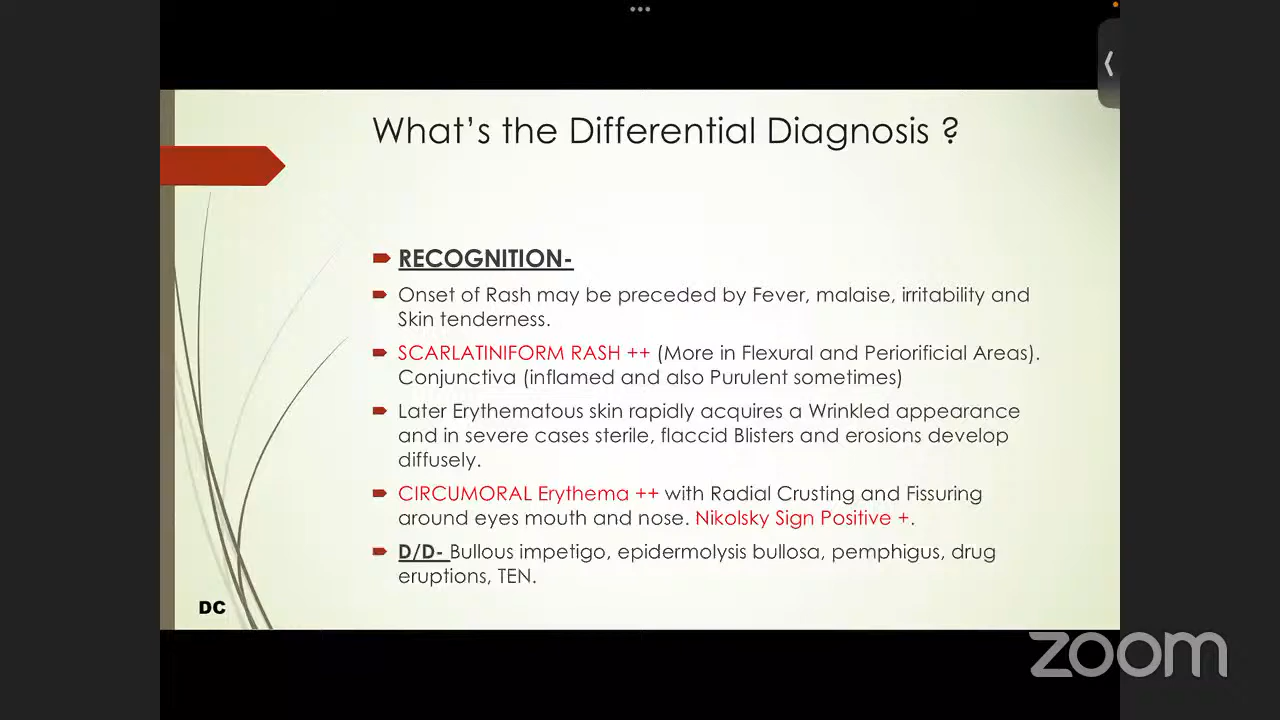 What's the Differential Diagnosis ?
RECOGNITION-
Onset of Rash may be preceded by Fever, malaise, irritability and
Skin tenderness.
SCARLATINIFORM RASH ++ (More in Flexural and Periorificial Areas).
Conjunctiva (inflamed and also Purulent sometimes)
Later Erythematous skin rapidly acquires a Wrinkled appearance
and in severe cases sterile, flaccid Blisters and erosions develop
diffusely.
CIRCUMORAL Erythema ++ with Radial Crusting and Fissuring
around eyes mouth and nose. Nikolsky Sign Positive +.
D/D- Bullous impetigo, epidermolysis bullosa, pemphigus, drug
eruptions, TEN.
DC
zoom